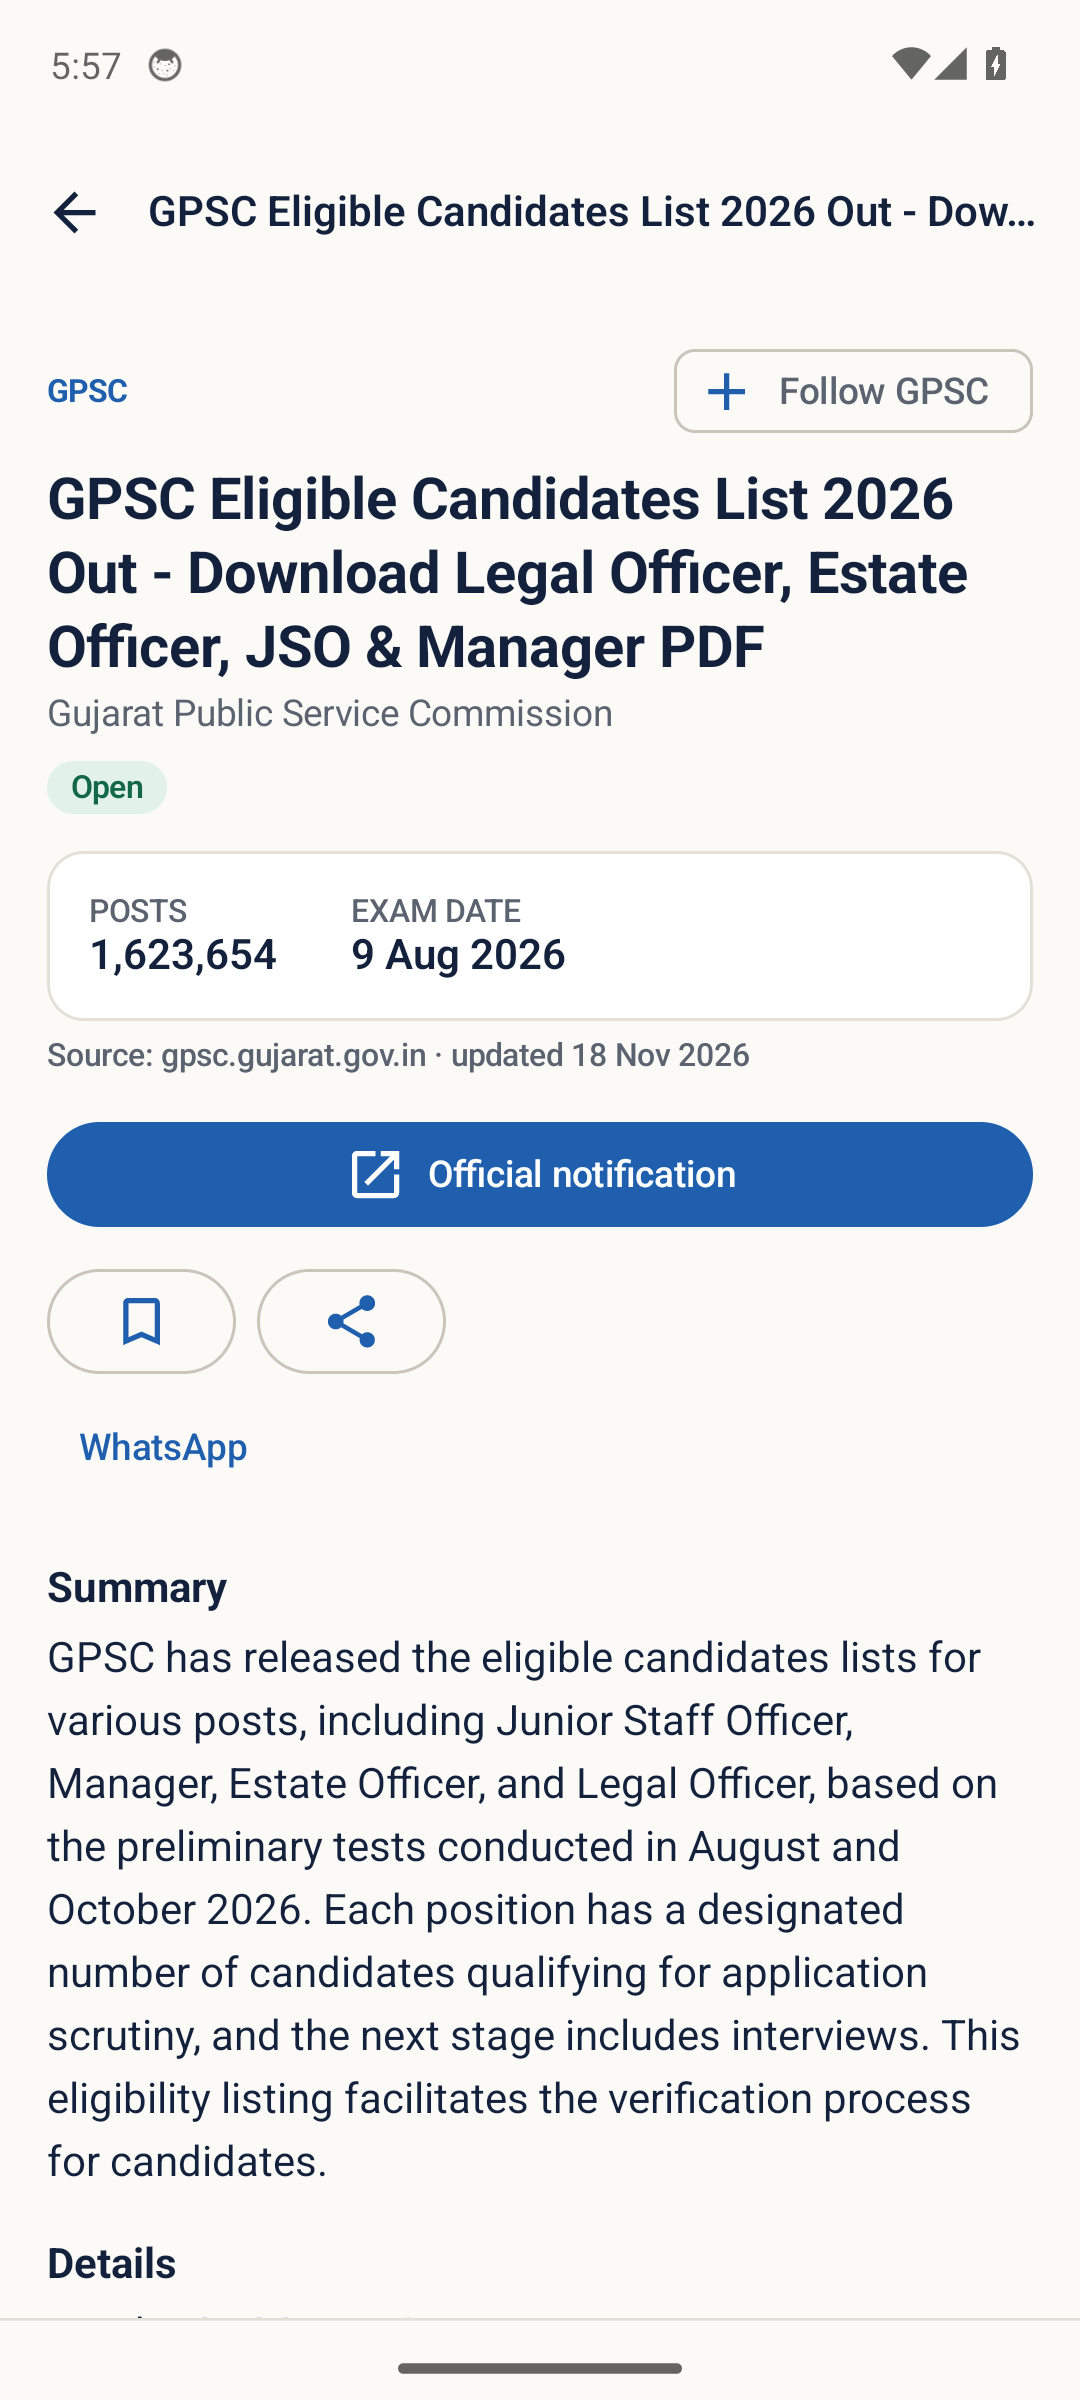 5:57
GPSC Eligible Candidates List 2026 Out - Dow...
GPSC
Follow GPSC
GPSC Eligible Candidates List 2026
Out - Download Legal Officer, Estate
Officer, JSO & Manager PDF
Gujarat Public Service Commission
Open
POSTS
1,623,654
EXAM DATE
9 Aug 2026
Source: gpsc.gujarat.gov.in · updated 18 Nov 2026
Official notification
WhatsApp
Summary
GPSC has released the eligible candidates lists for
various posts, including Junior Staff Officer,
Manager, Estate Officer, and Legal Officer, based on
the preliminary tests conducted in August and
October 2026. Each position has a designated
number of candidates qualifying for application
scrutiny, and the next stage includes interviews. This
eligibility listing facilitates the verification process
for candidates.
Details